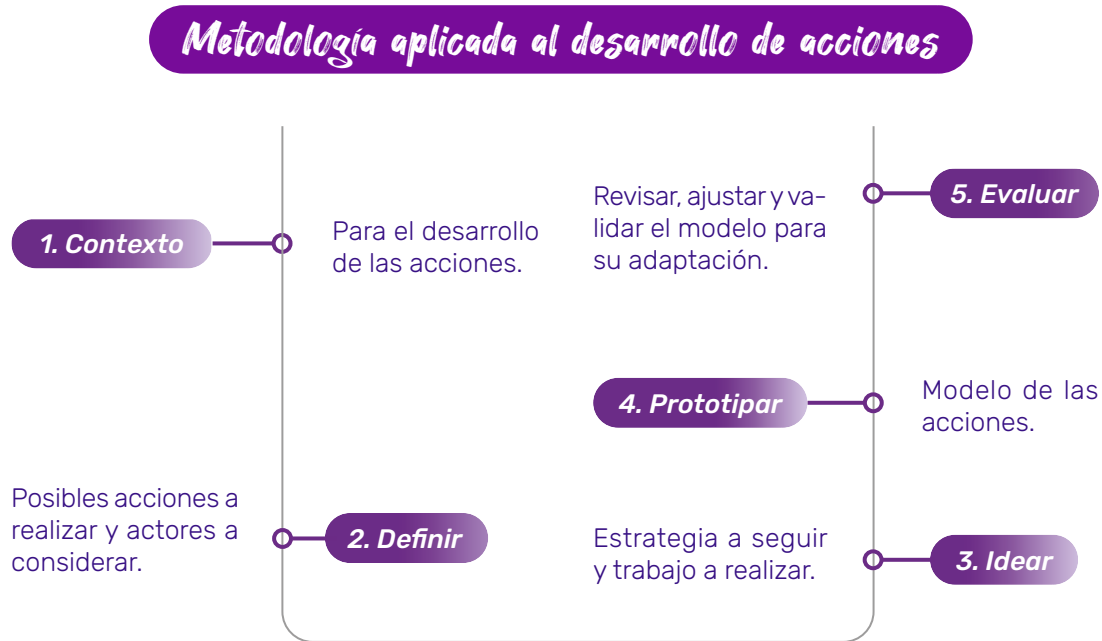 Metodología aplicada al desarrollo de acciones
1. Contexto
Para el desarrollo
de las acciones.
Posibles acciones a
realizar y actores a
considerar.
2. Definir
Estrategia a seguir
y trabajo a realizar.
3. Idear
4. Prototipar
Modelo de las
acciones.
Revisar, ajustar y va-
lidar el modelo para
su adaptación.
5. Evaluar